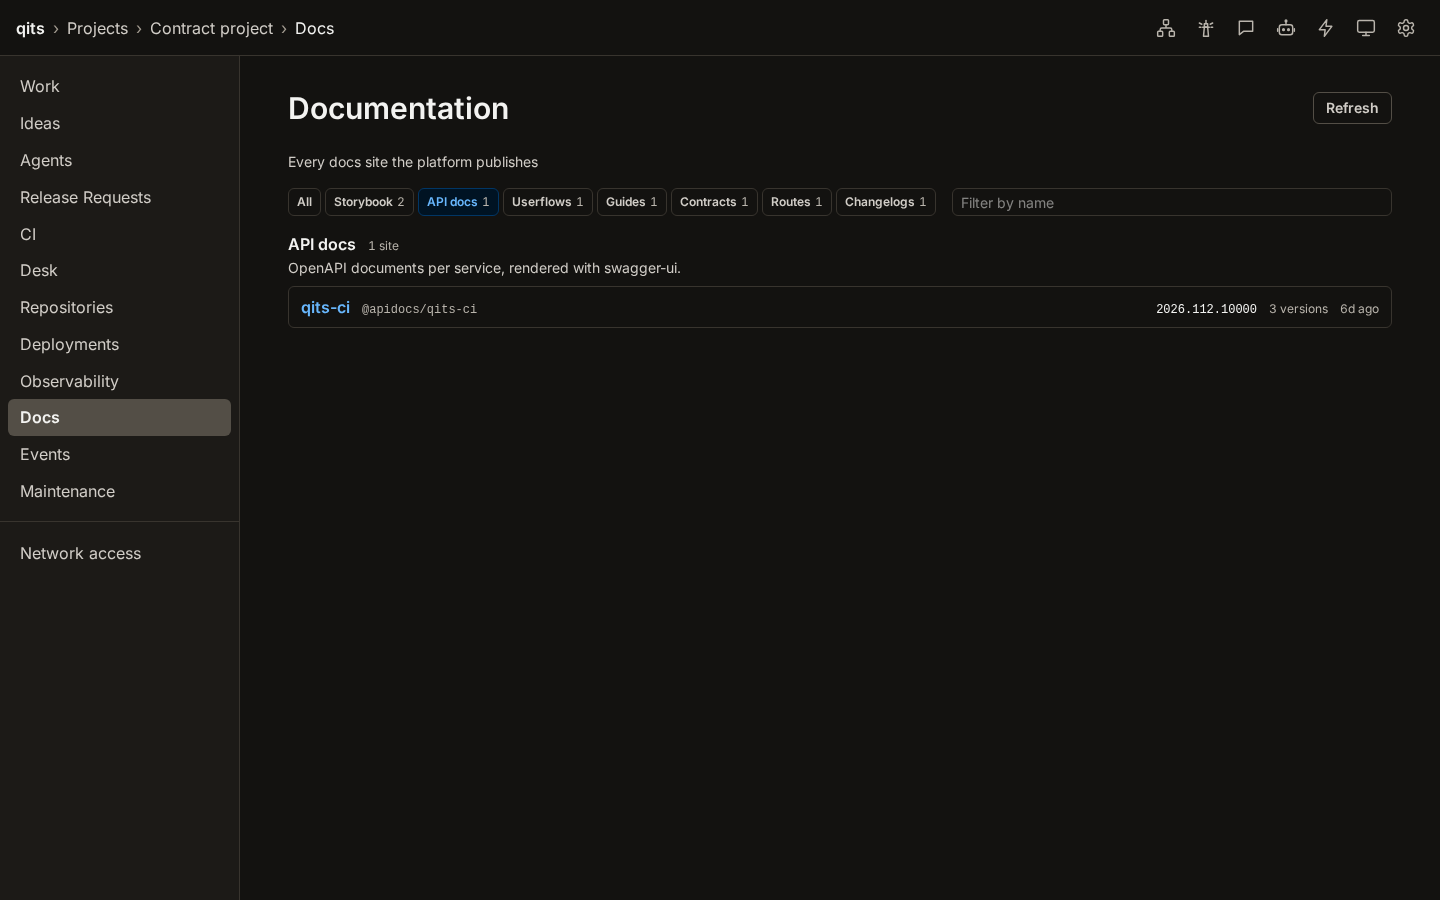 qits › Projects › Contract project › Docs
Work
Ideas
Agents
Release Requests
CI
Desk
Repositories
Deployments
Observability
Docs
Events
Maintenance
Network access
Documentation
Refresh
Every docs site the platform publishes
All Storybook 2 API docs 1 Userflows 1 Guides 1 Contracts 1 Routes 1 Changelogs 1 Filter by name
API docs 1 site
OpenAPI documents per service, rendered with swagger-ui.
qits-ci @apidocs/qits-ci 2026.112.10000 3 versions 6d ago